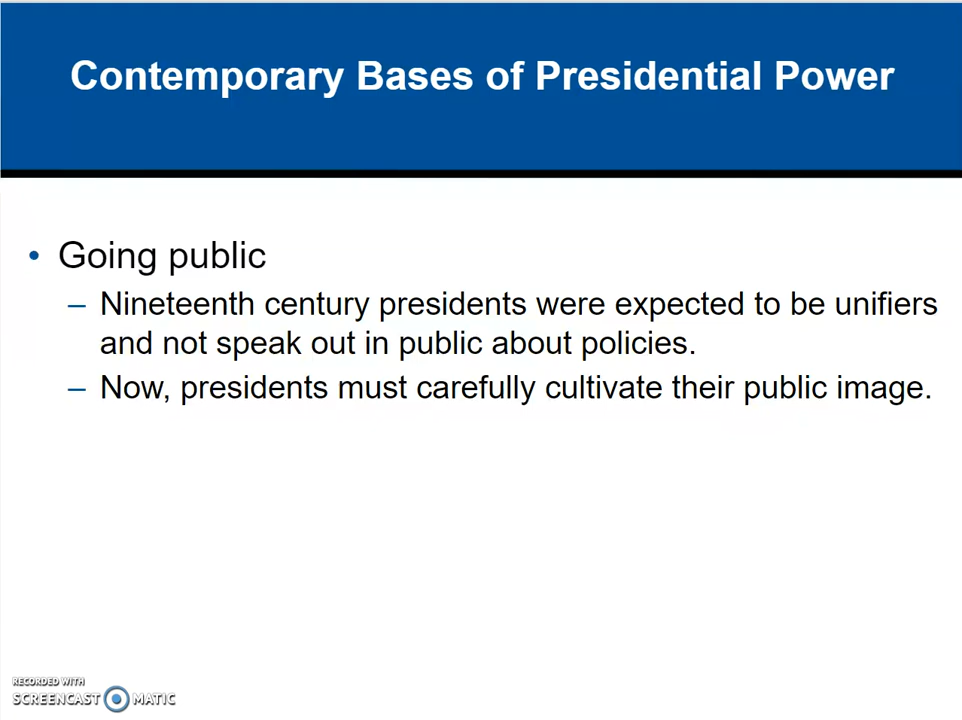 Contemporary Bases of Presidential Power
• Going public
– Nineteenth century presidents were expected to be unifiers
and not speak out in public about policies.
– Now, presidents must carefully cultivate their public image.
RECORDED WITH
SCREENCAST MATIC